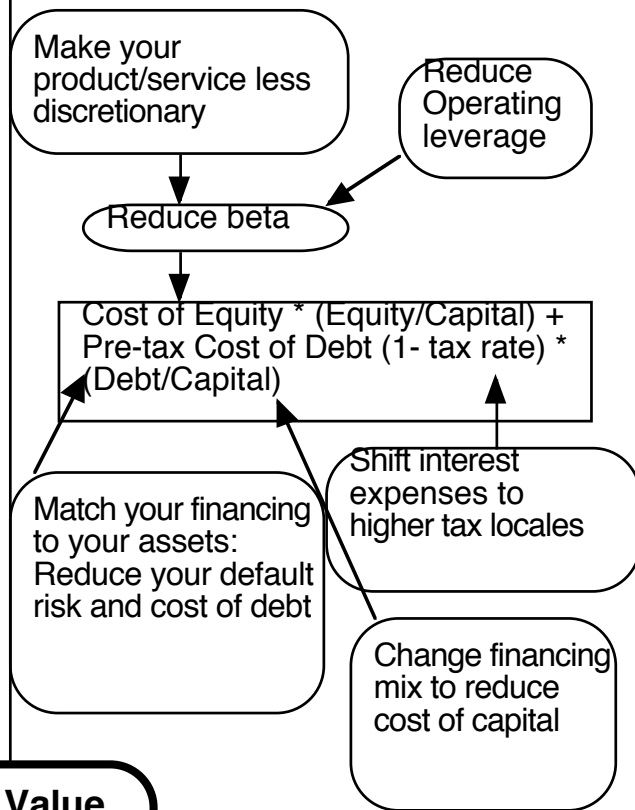 Make your
product/service less
discretionary
Reduce
Operating
leverage
Reduce beta
Cost of Equity * (Equity/Capital) +
Pre-tax Cost of Debt (1- tax rate) *
(Debt/Capital)
Match your financing
to your assets:
Reduce your default
risk and cost of debt
Shift interest
expenses to
higher tax locales
Change financing
mix to reduce
cost of capital
Value